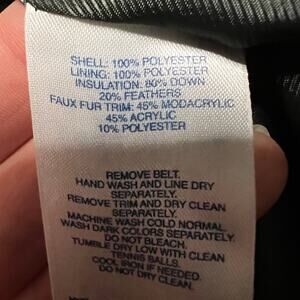 SHELL: 100% POLYESTER
LINING: 100% POLYESTER
INSULATION: 80% DOWN
20% FEATHERS
FAUX FUR TRIM: 45% MODACRYLIC
45% ACRYLIC
10% POLYESTER
REMOVE BELT.
HAND WASH AND LINE DRY
SEPARATELY.
REMOVE TRIM AND DRY CLEAN
SEPARATELY.
MACHINE WASH COLD NORMAL.
WASH DARK COLORS SEPARATELY.
DO NOT BLEACH.
TUMBLE DRY LOW WITH CLEAN
TENNIS BALLS.
COOL IRON IF NEEDED.
DO NOT DRY CLEAN.